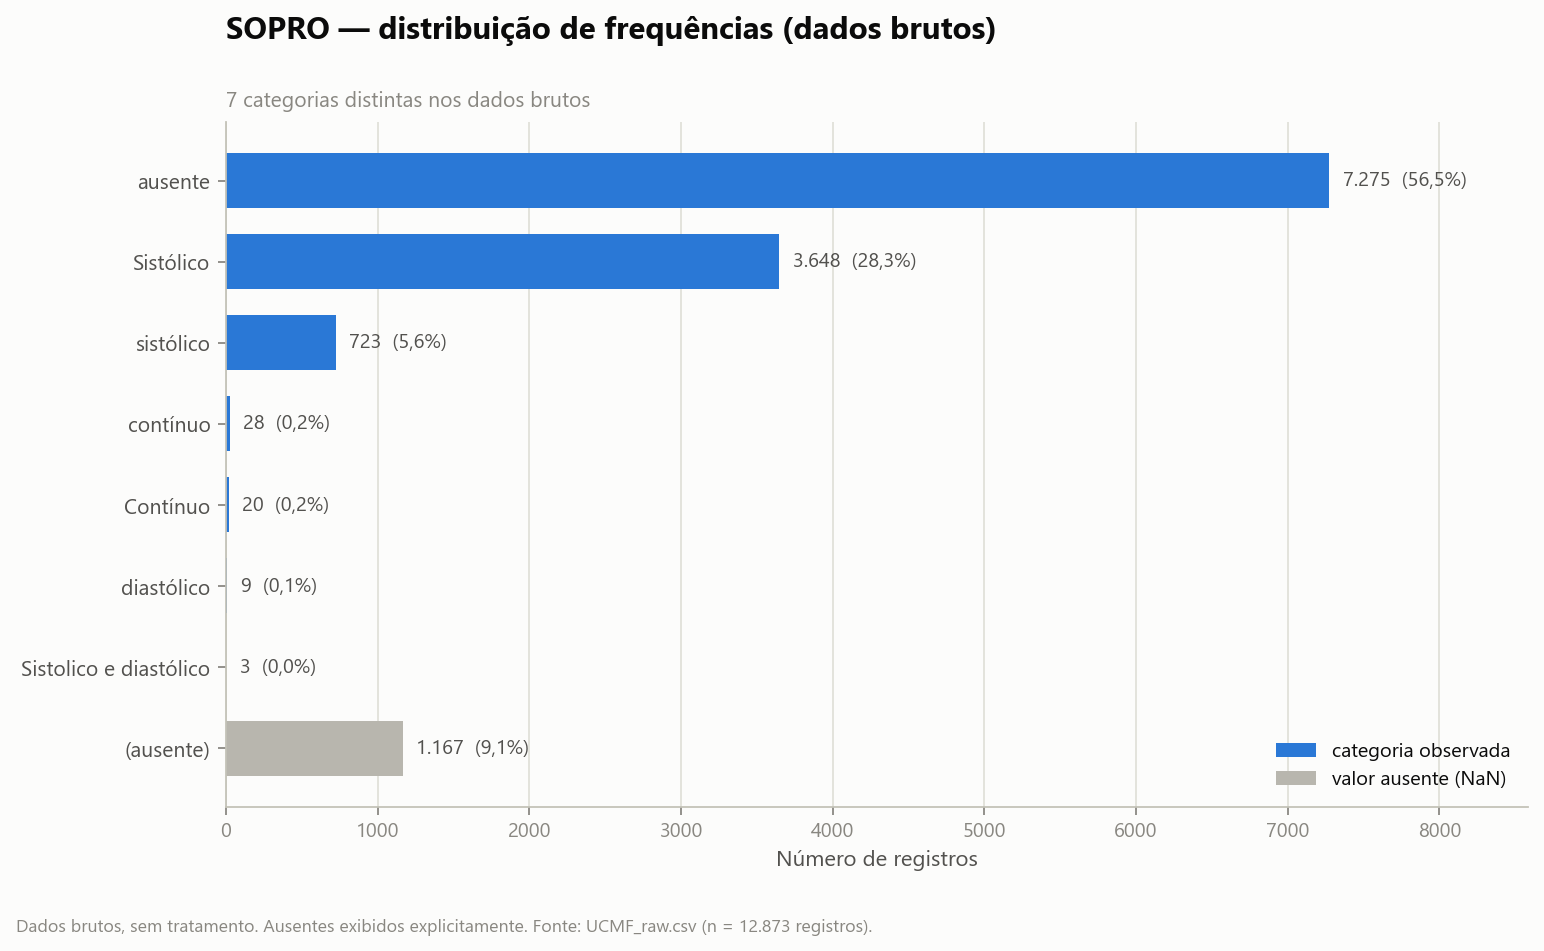 SOPRO — distribuição de frequências (dados brutos)
7 categorias distintas nos dados brutos
ausente 7.275 (56,5%)
Sistólico 3.648 (28,3%)
sistólico 723 (5,6%)
contínuo 28 (0,2%)
Contínuo 20 (0,2%)
diastólico 9 (0,1%)
Sistolico e diastólico 3 (0,0%)
(ausente) 1.167 (9,1%)
categoria observada
valor ausente (NaN)
0 1000 2000 3000 4000 5000 6000 7000 8000
Número de registros
Dados brutos, sem tratamento. Ausentes exibidos explicitamente. Fonte: UCMF_raw.csv (n = 12.873 registros).